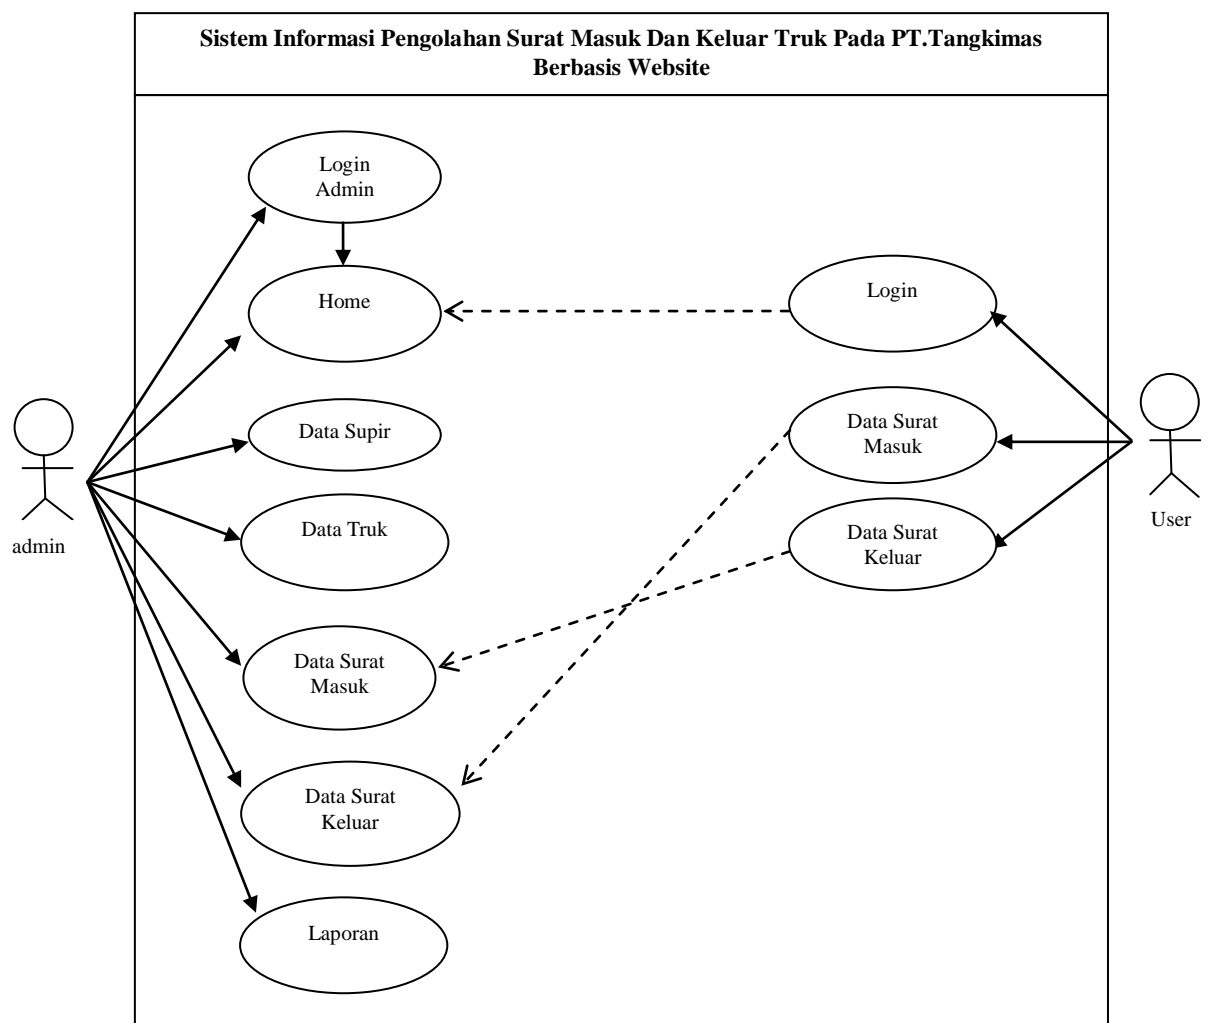 Sistem Informasi Pengolahan Surat Masuk Dan Keluar Truk Pada PT.Tangkimas
Berbasis Website
Login
Admin
Home
Login
Data Supir
Data Surat
Masuk
Data Truk
Data Surat
Keluar
admin
User
Data Surat
Masuk
Data Surat
Keluar
Laporan